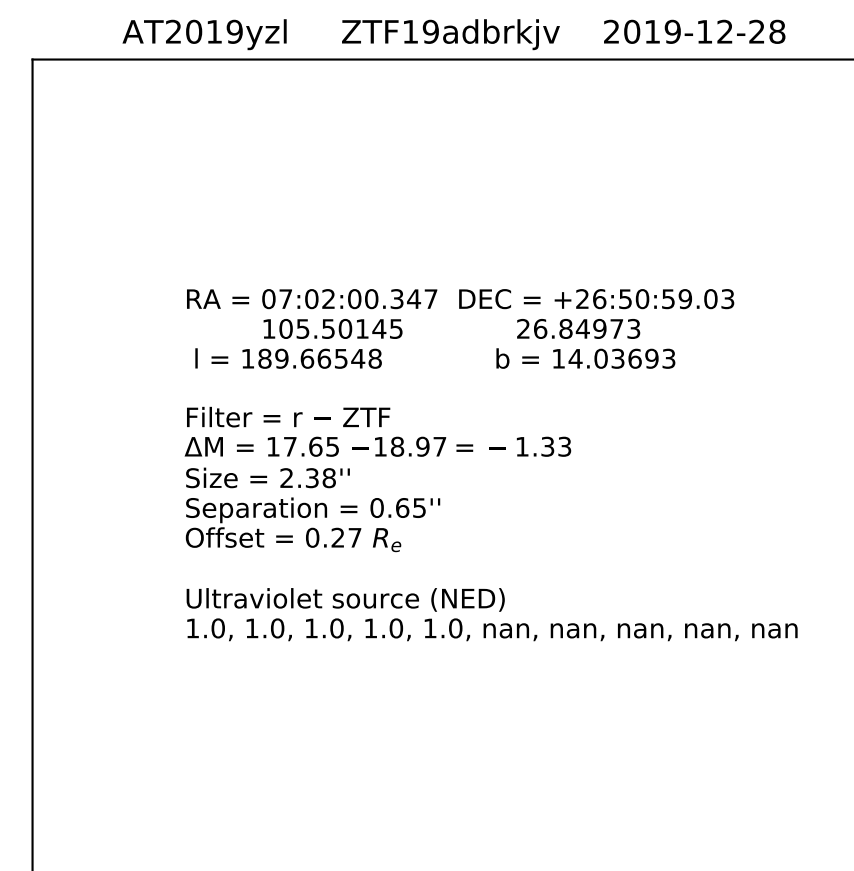 AT2019yzl ZTF19adbrkjv 2019-12-28
RA = 07:02:00.347 DEC = +26:50:59.03
105.50145 26.84973
l = 189.66548 b = 14.03693
Filter = r − ZTF
ΔM = 17.65 −18.97 = − 1.33
Size = 2.38''
Separation = 0.65''
Offset = 0.27 Re
Ultraviolet source (NED)
1.0, 1.0, 1.0, 1.0, 1.0, nan, nan, nan, nan, nan